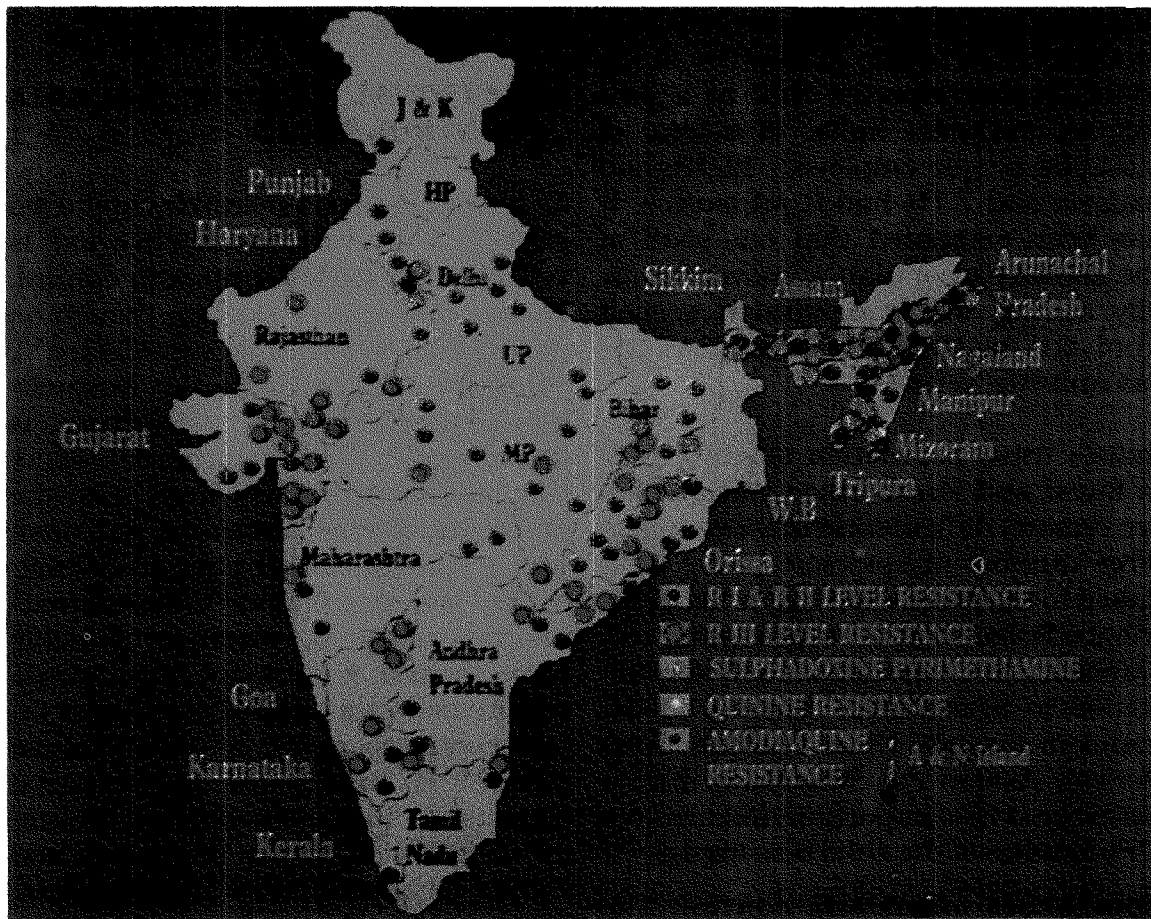 J & K
Punjab
HP
Haryana
Delhi
Sikkim
Assam
Arunachal
Pradesh
Rajasthan
UP
Nagaland
Bihar
Manipur
Gujarat
MP
Mizoram
Tripura
W.B
Maharashtra
Orissa
R I & R II LEVEL RESISTANCE
R III LEVEL RESISTANCE
Andhra
Pradesh
SULPHADOXINE PYRIMETHAMINE
Goa
QUININE RESISTANCE
AMODIAQUINE
RESISTANCE
A & N Island
Karnataka
Tamil
Nadu
Kerala